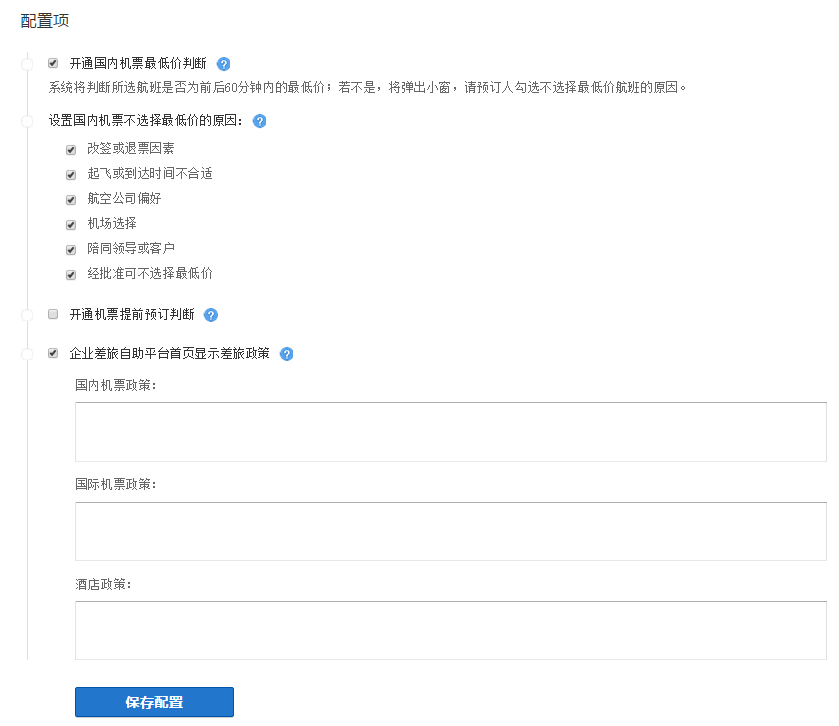 配置项
开通国内机票最低价判断 ?
系统将判断所选航班是否为前后60分钟内的最低价；若不是，将弹出小窗，请预订人勾选不选择最低价航班的原因。
设置国内机票不选择最低价的原因： ?
改签或退票因素
起飞或到达时间不合适
航空公司偏好
机场选择
陪同领导或客户
经批准可不选择最低价
开通机票提前预订判断 ?
企业差旅自助平台首页显示差旅政策 ?
国内机票政策：
国际机票政策：
酒店政策：
保存配置